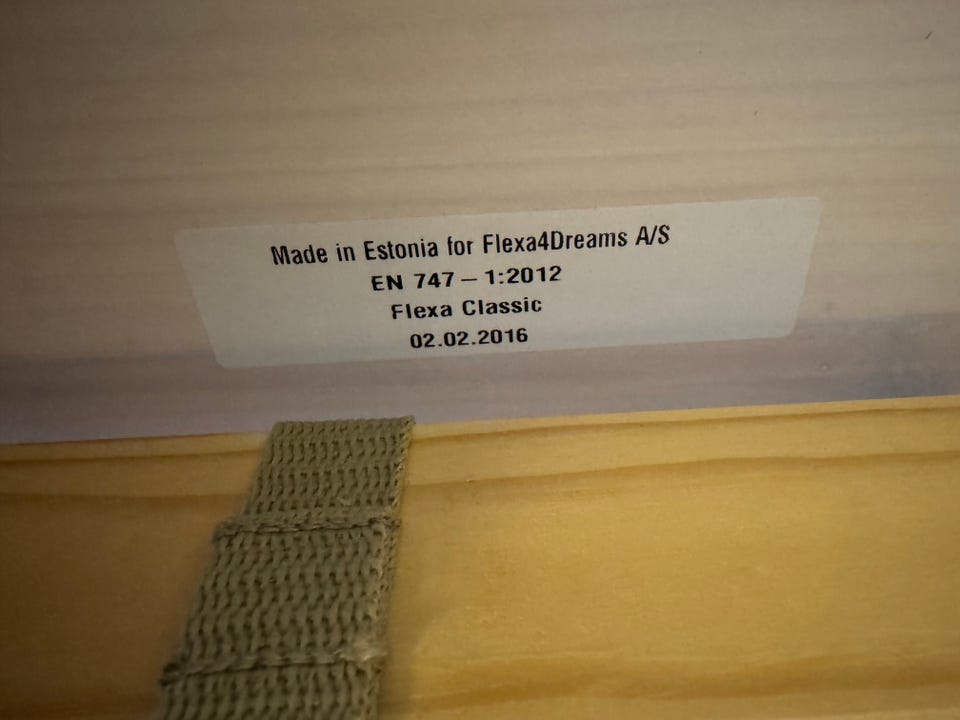 Made in Estonia for Flexa4Dreams A/S
EN 747 – 1:2012
Flexa Classic
02.02.2016